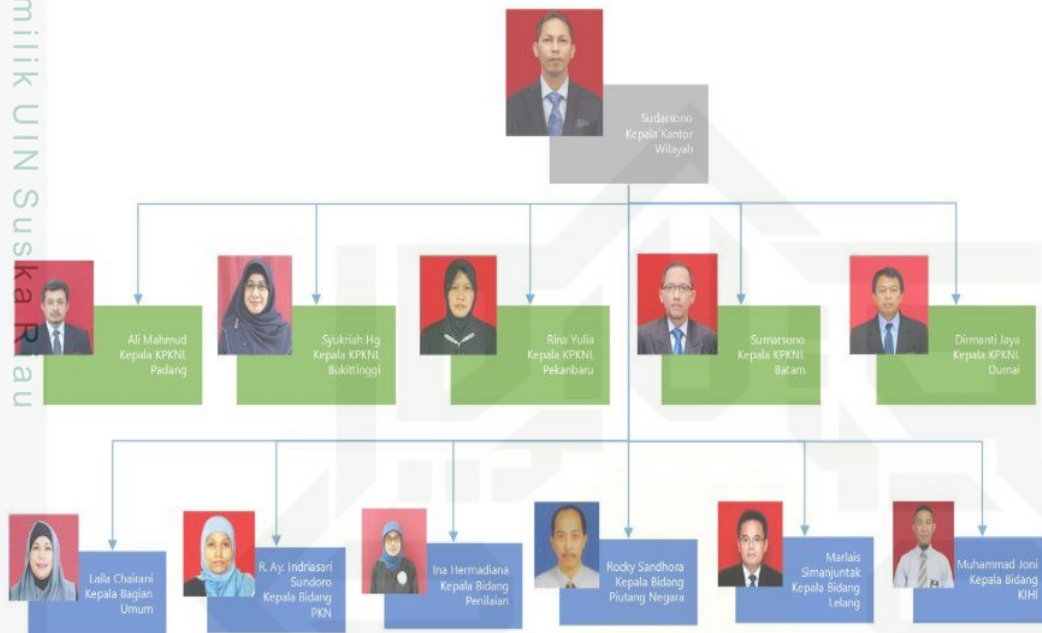 milik UIN Suska Riau
Sudarsono
Kepala Kantor
Wilayah
Ali Mahmud
Kepala KPKNL
Padang
Syukriah Hg
Kepala KPKNL
Bukittinggi
Rina Yulia
Kepala KPKNL
Pekanbaru
Sumarsono
Kepala KPKNL
Batam
Dirmanti Jaya
Kepala KPKNL
Dumai
Laila Chairani
Kepala Bagian
Umum
R. Ay. Indriasari
Sundoro
Kepala Bidang
PKN
Ina Hermadiana
Kepala Bidang
Penilaian
Rocky Sandhora
Kepala Bidang
Piutang Negara
Marlais
Simanjuntak
Kepala Bidang
Lelang
Muhammad Joni
Kepala Bidang
KIHI